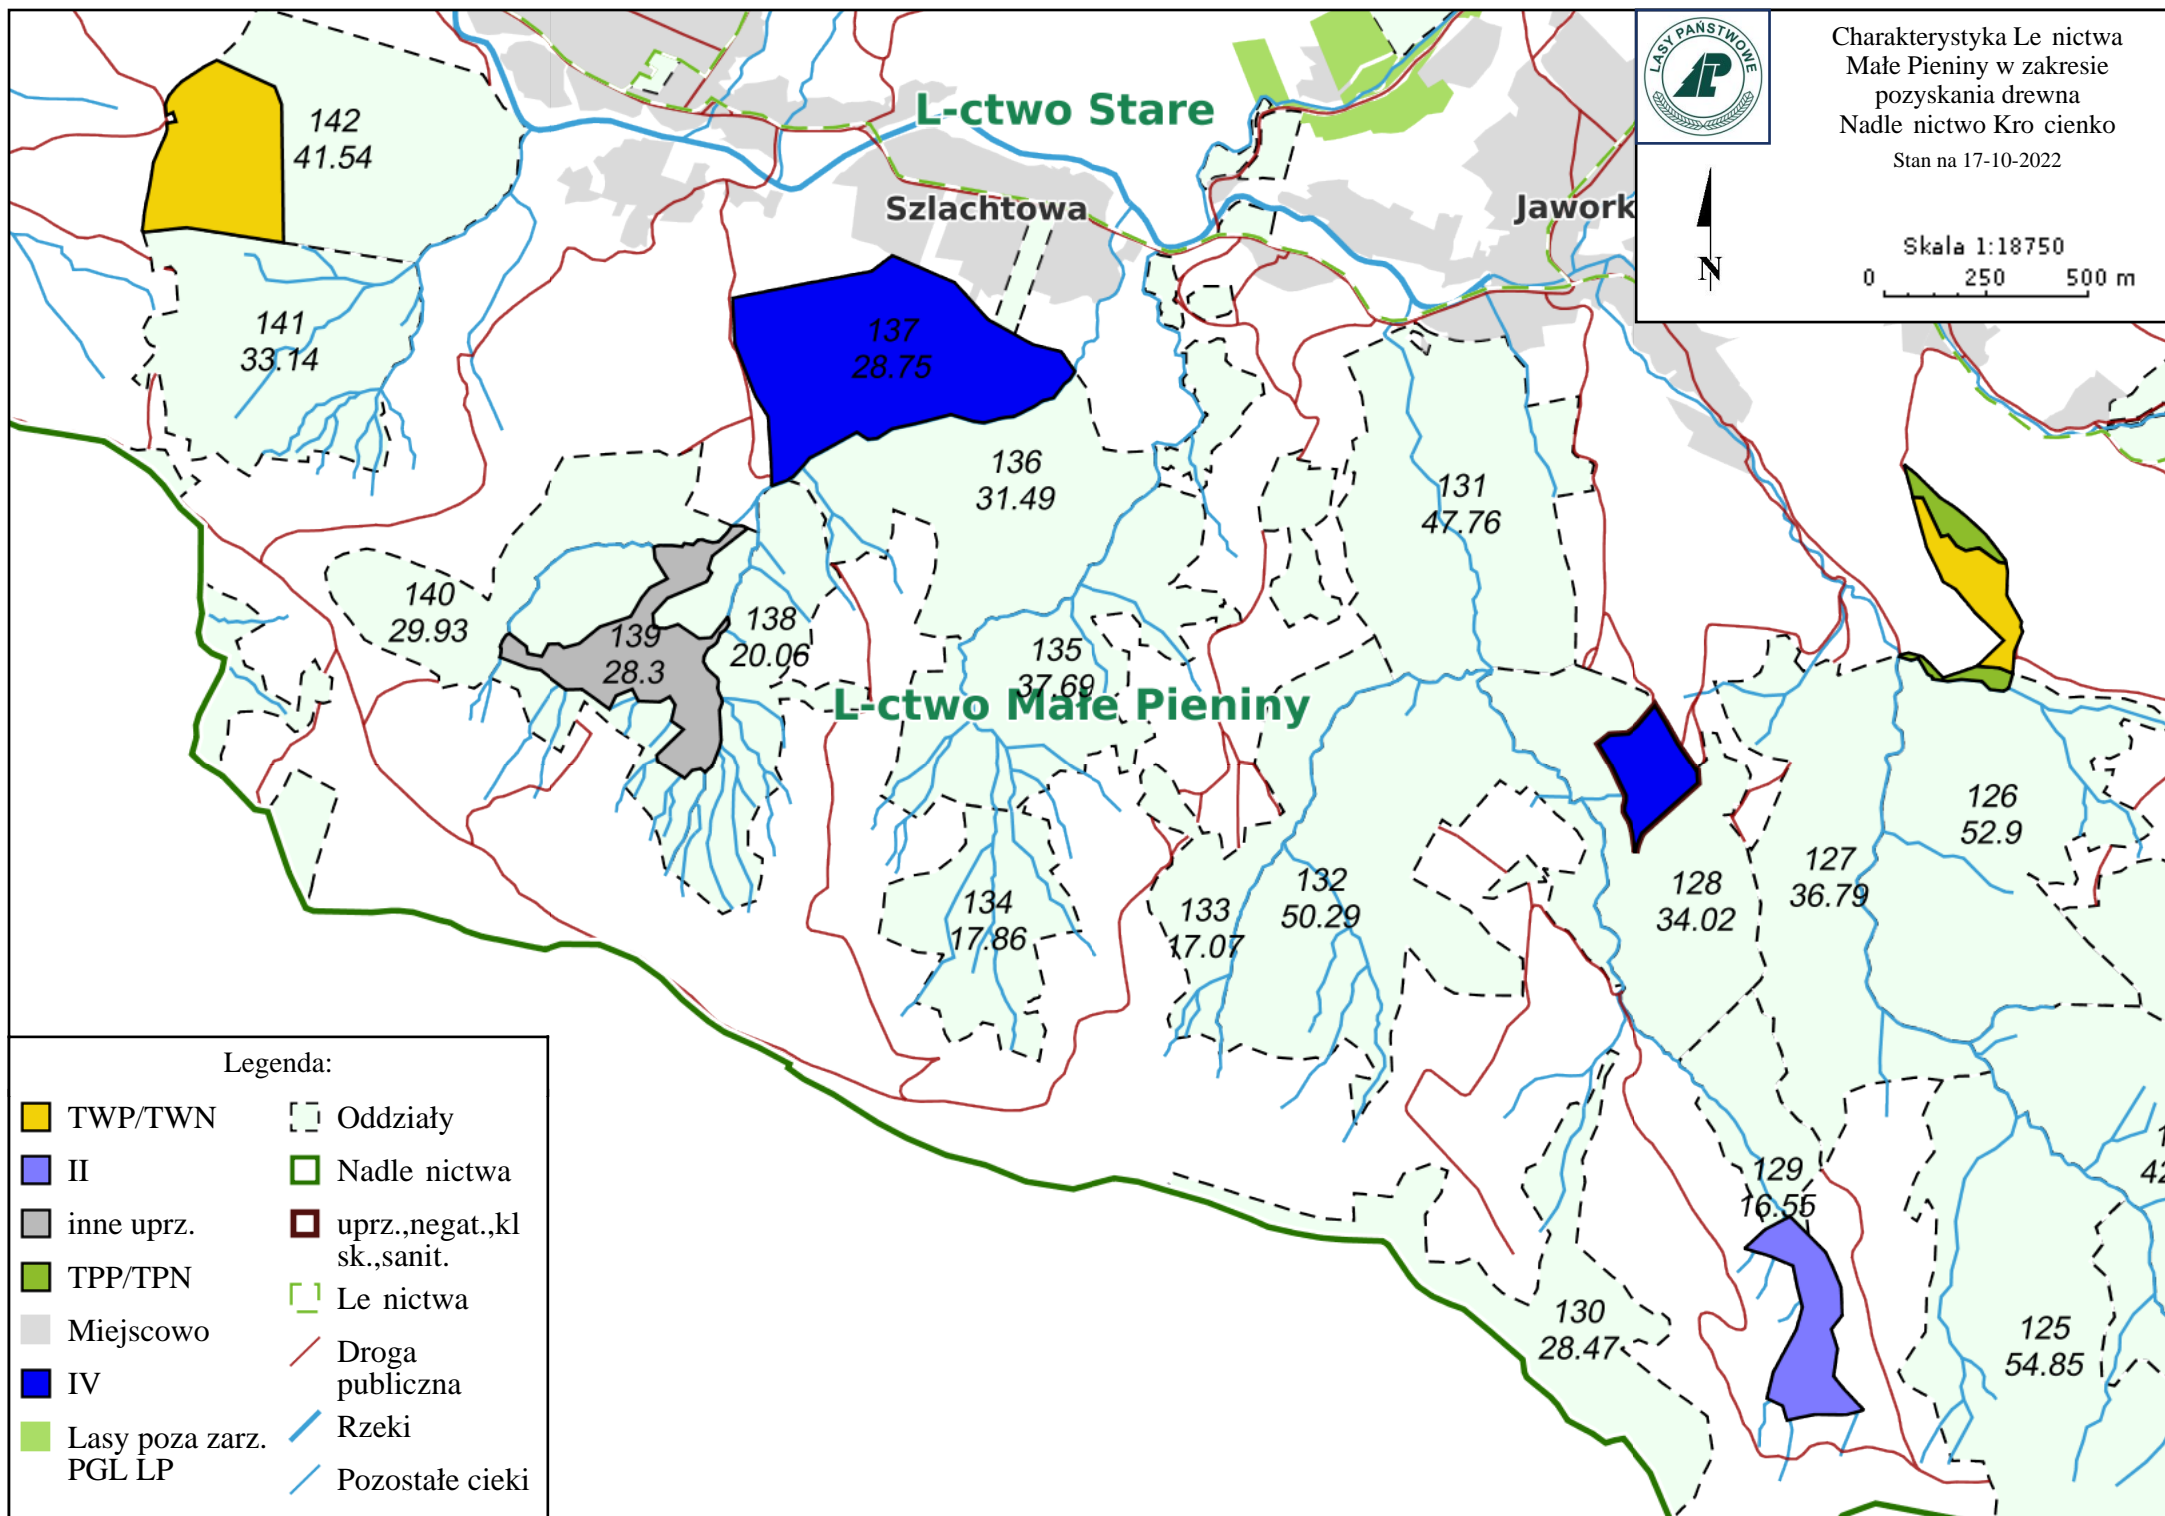 LASY PAŃSTWOWE
Charakterystyka Le nictwa
Małe Pieniny w zakresie
pozyskania drewna
Nadle nictwo Kro cienko
Stan na 17-10-2022
N
Skala 1:18750
0 250 500 m
L-ctwo Stare
Szlachtowa
Jawork
L-ctwo Małe Pieniny
142
41.54
141
33.14
137
28.75
136
31.49
131
47.76
140
29.93
139
28.3
138
20.06
135
37.69
134
17.86
133
17.07
132
50.29
128
34.02
127
36.79
126
52.9
129
16.55
130
28.47
125
54.85
1
42
Legenda:
TWP/TWN
II
inne uprz.
TPP/TPN
Miejscowo
IV
Lasy poza zarz.
PGL LP
Oddziały
Nadle nictwa
uprz.,negat.,kl
sk.,sanit.
Le nictwa
Droga
publiczna
Rzeki
Pozostałe cieki